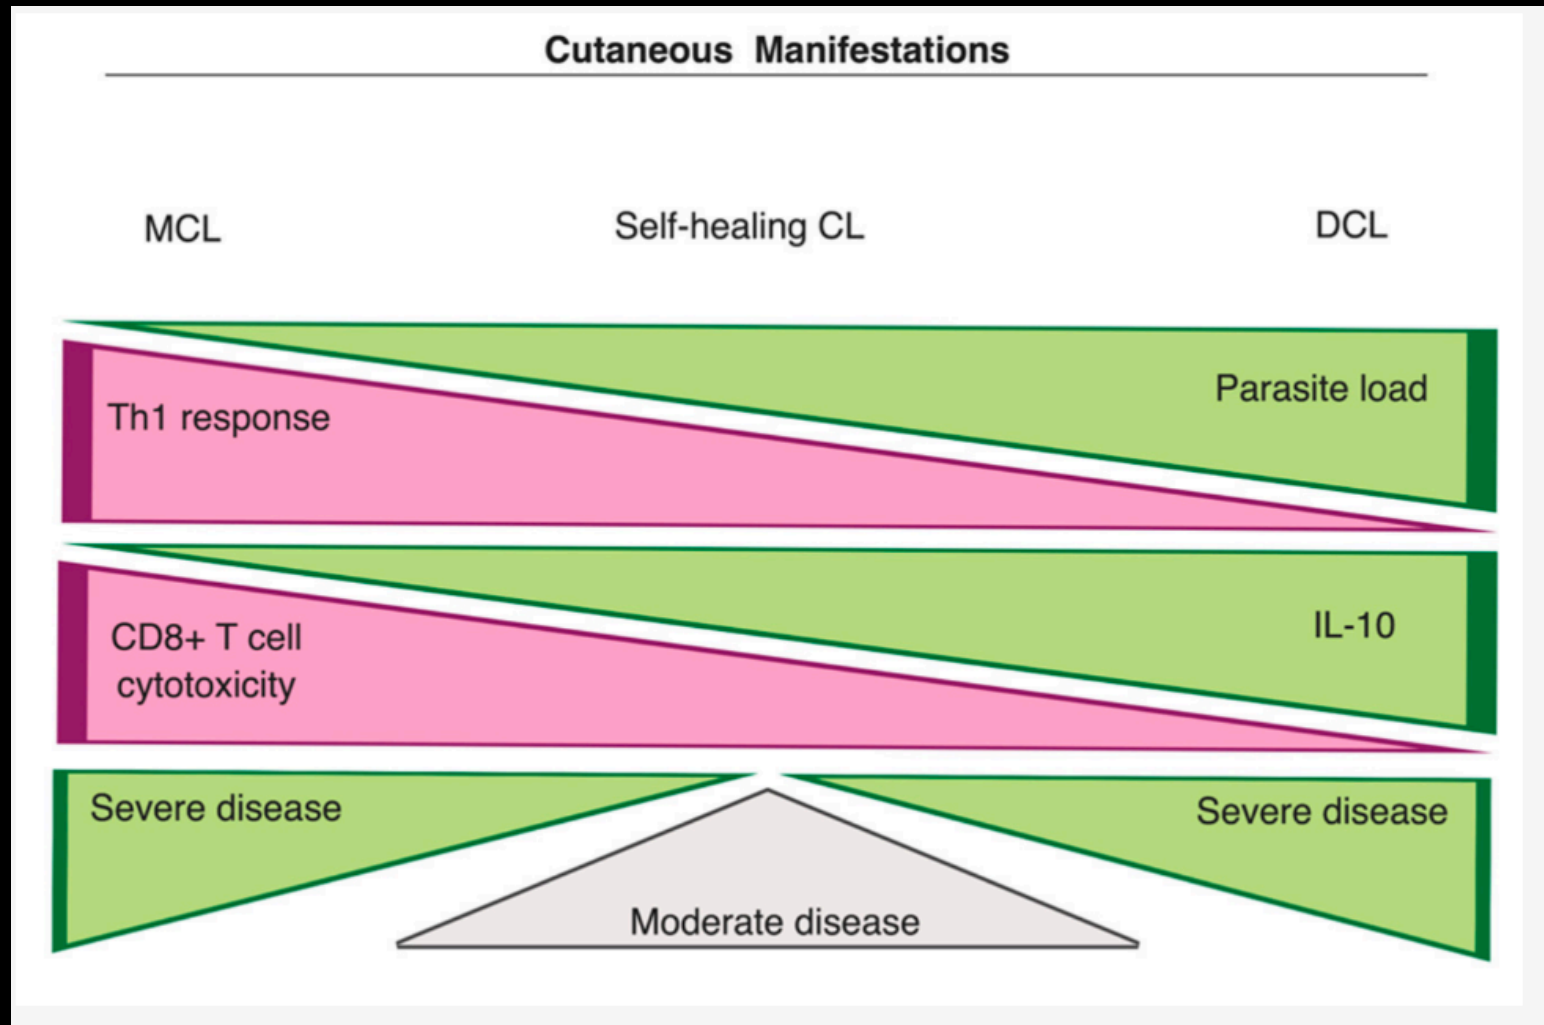 Cutaneous Manifestations
MCL
Self-healing CL
DCL
Parasite load
Th1 response
IL-10
CD8+ T cell
cytotoxicity
Severe disease
Severe disease
Moderate disease